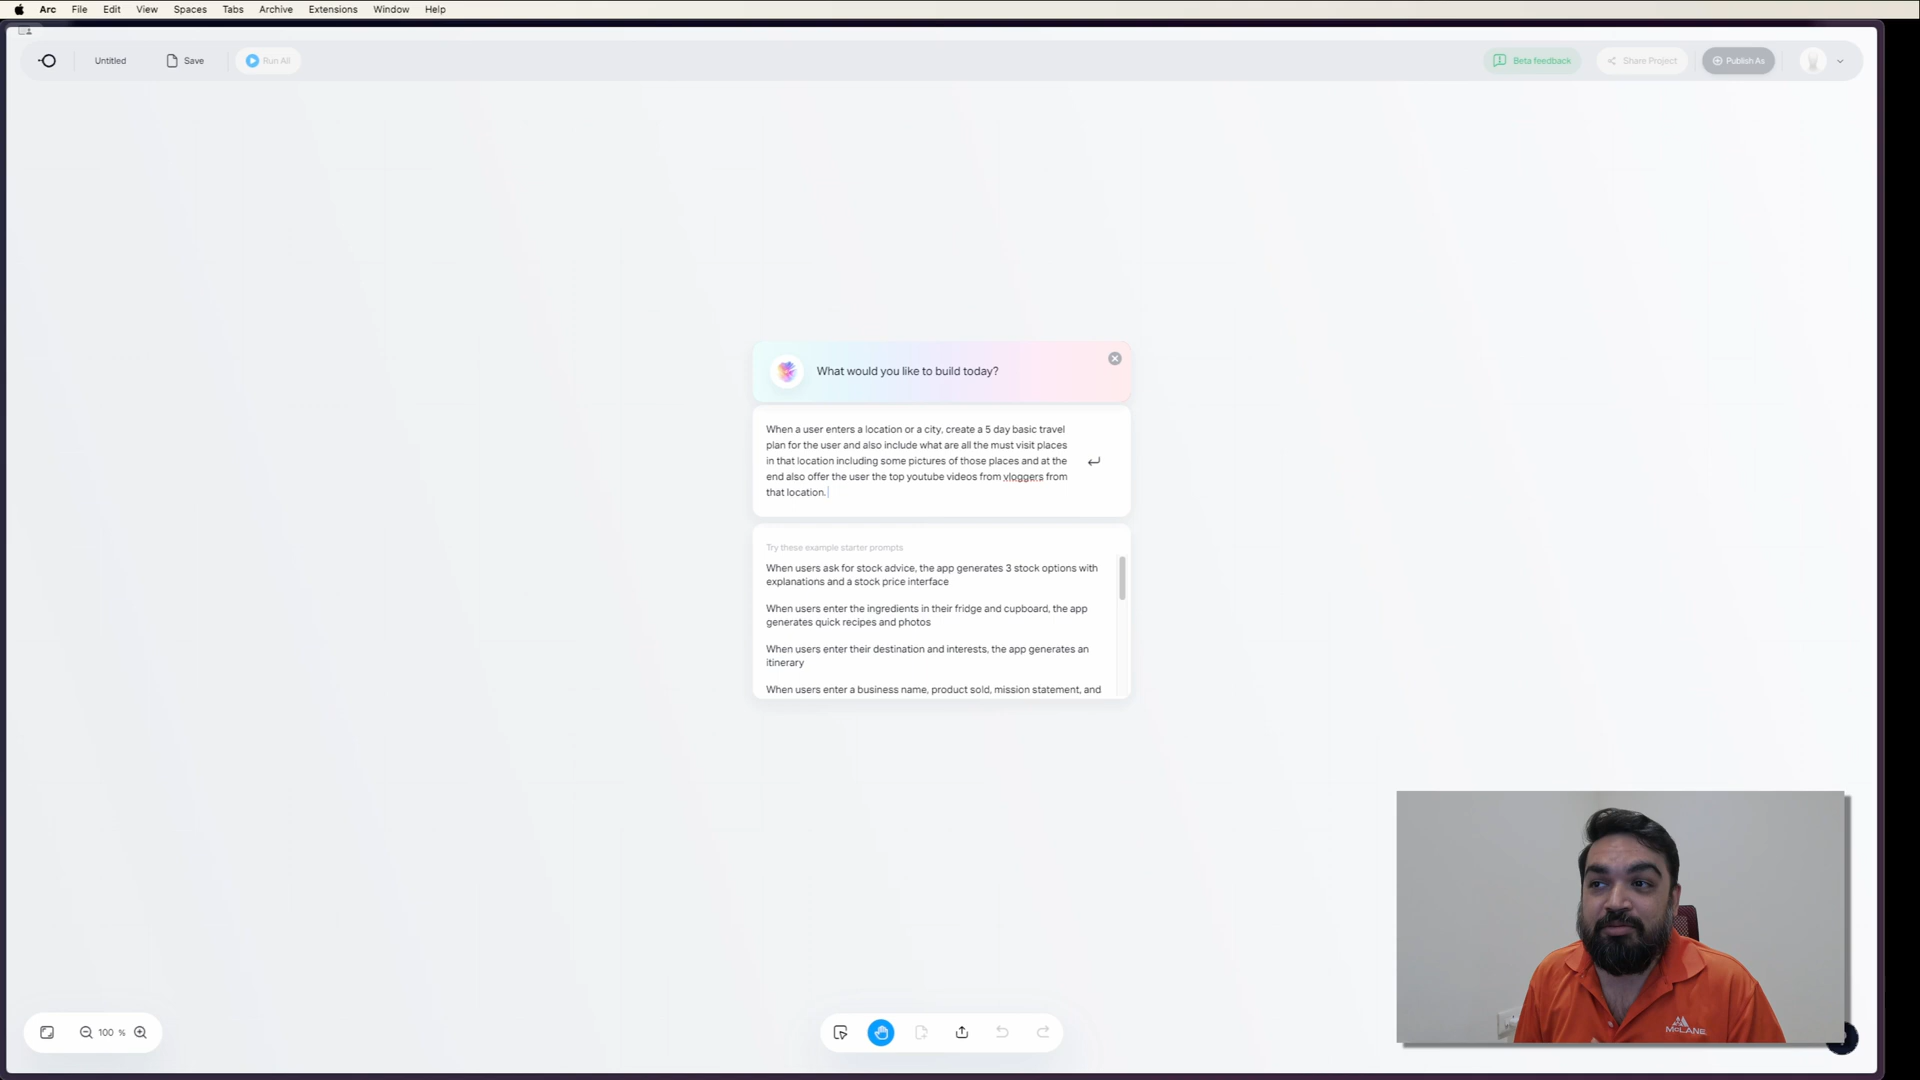 Arc File Edit View Spaces Tabs Archive Extensions Window Help
Untitled Save Run All Beta feedback Share Project Publish As
What would you like to build today?
When a user enters a location or a city, create a 5 day basic travel
plan for the user and also include what are all the must visit places
in that location including some pictures of those places and at the
end also offer the user the top youtube videos from vloggers from
that location.
Try these example starter prompts
When users ask for stock advice, the app generates 3 stock options with
explanations and a stock price interface
When users enter the ingredients in their fridge and cupboard, the app
generates quick recipes and photos
When users enter their destination and interests, the app generates an
itinerary
When users enter a business name, product sold, mission statement, and
100 %
McLANE